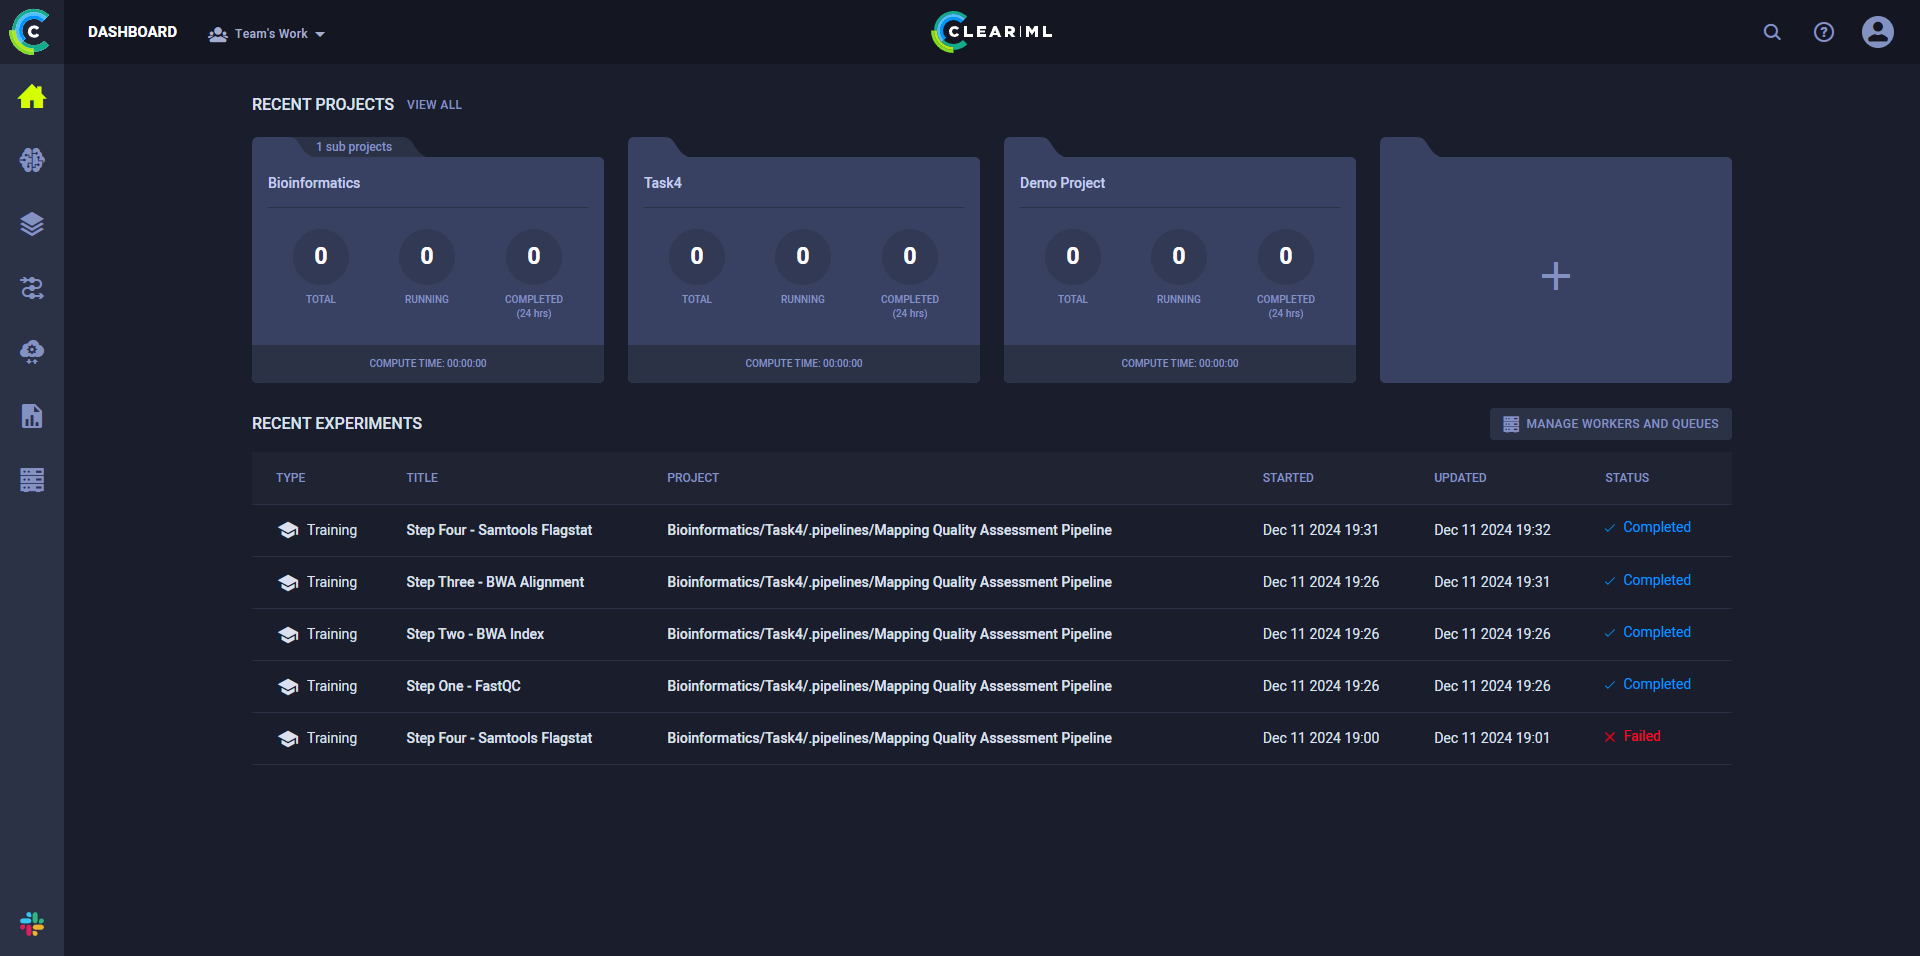 C
DASHBOARD
Team's Work
CLEAR|ML
?
RECENT PROJECTS VIEW ALL
1 sub projects
Bioinformatics
0 0 0
TOTAL RUNNING COMPLETED
(24 hrs)
COMPUTE TIME: 00:00:00
Task4
0 0 0
TOTAL RUNNING COMPLETED
(24 hrs)
COMPUTE TIME: 00:00:00
Demo Project
0 0 0
TOTAL RUNNING COMPLETED
(24 hrs)
COMPUTE TIME: 00:00:00
+
RECENT EXPERIMENTS
MANAGE WORKERS AND QUEUES
TYPE TITLE PROJECT STARTED UPDATED STATUS
Training Step Four - Samtools Flagstat Bioinformatics/Task4/.pipelines/Mapping Quality Assessment Pipeline Dec 11 2024 19:31 Dec 11 2024 19:32 Completed
Training Step Three - BWA Alignment Bioinformatics/Task4/.pipelines/Mapping Quality Assessment Pipeline Dec 11 2024 19:26 Dec 11 2024 19:31 Completed
Training Step Two - BWA Index Bioinformatics/Task4/.pipelines/Mapping Quality Assessment Pipeline Dec 11 2024 19:26 Dec 11 2024 19:26 Completed
Training Step One - FastQC Bioinformatics/Task4/.pipelines/Mapping Quality Assessment Pipeline Dec 11 2024 19:26 Dec 11 2024 19:26 Completed
Training Step Four - Samtools Flagstat Bioinformatics/Task4/.pipelines/Mapping Quality Assessment Pipeline Dec 11 2024 19:00 Dec 11 2024 19:01 Failed